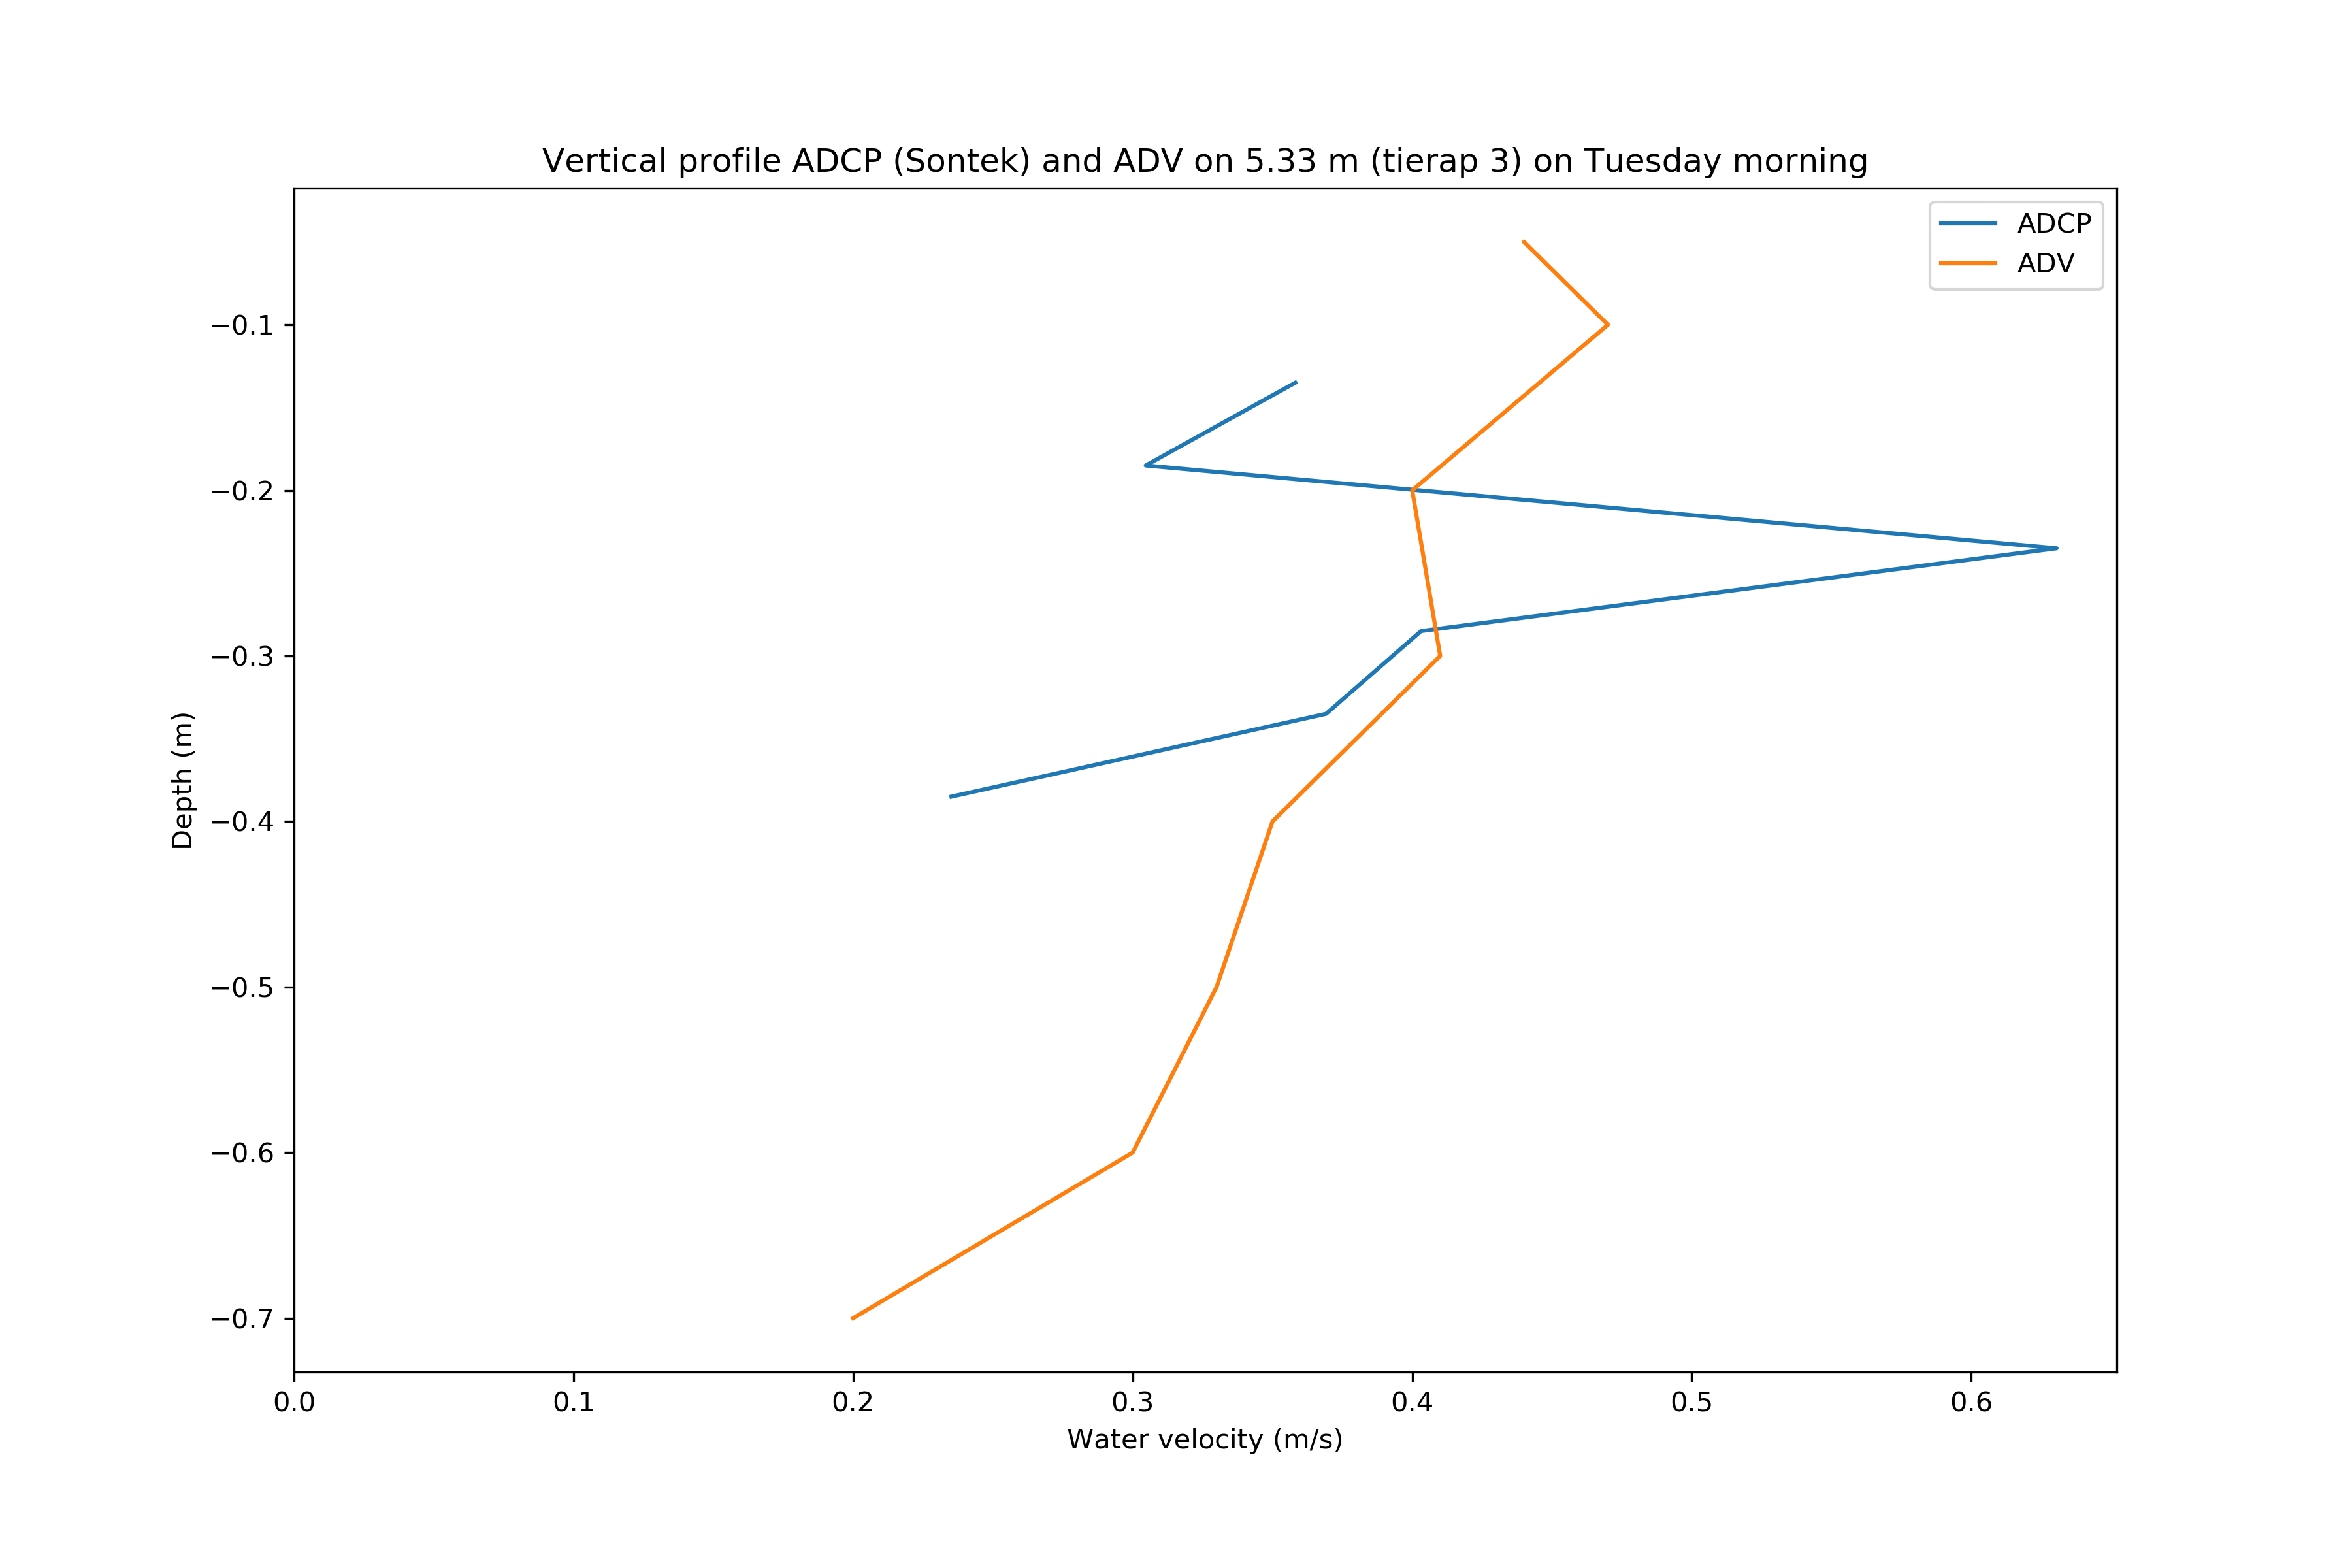 Vertical profile ADCP (Sontek) and ADV on 5.33 m (tierap 3) on Tuesday morning
ADCP
ADV
−0.1
−0.2
−0.3
−0.4
−0.5
−0.6
−0.7
Depth (m)
0.0 0.1 0.2 0.3 0.4 0.5 0.6
Water velocity (m/s)